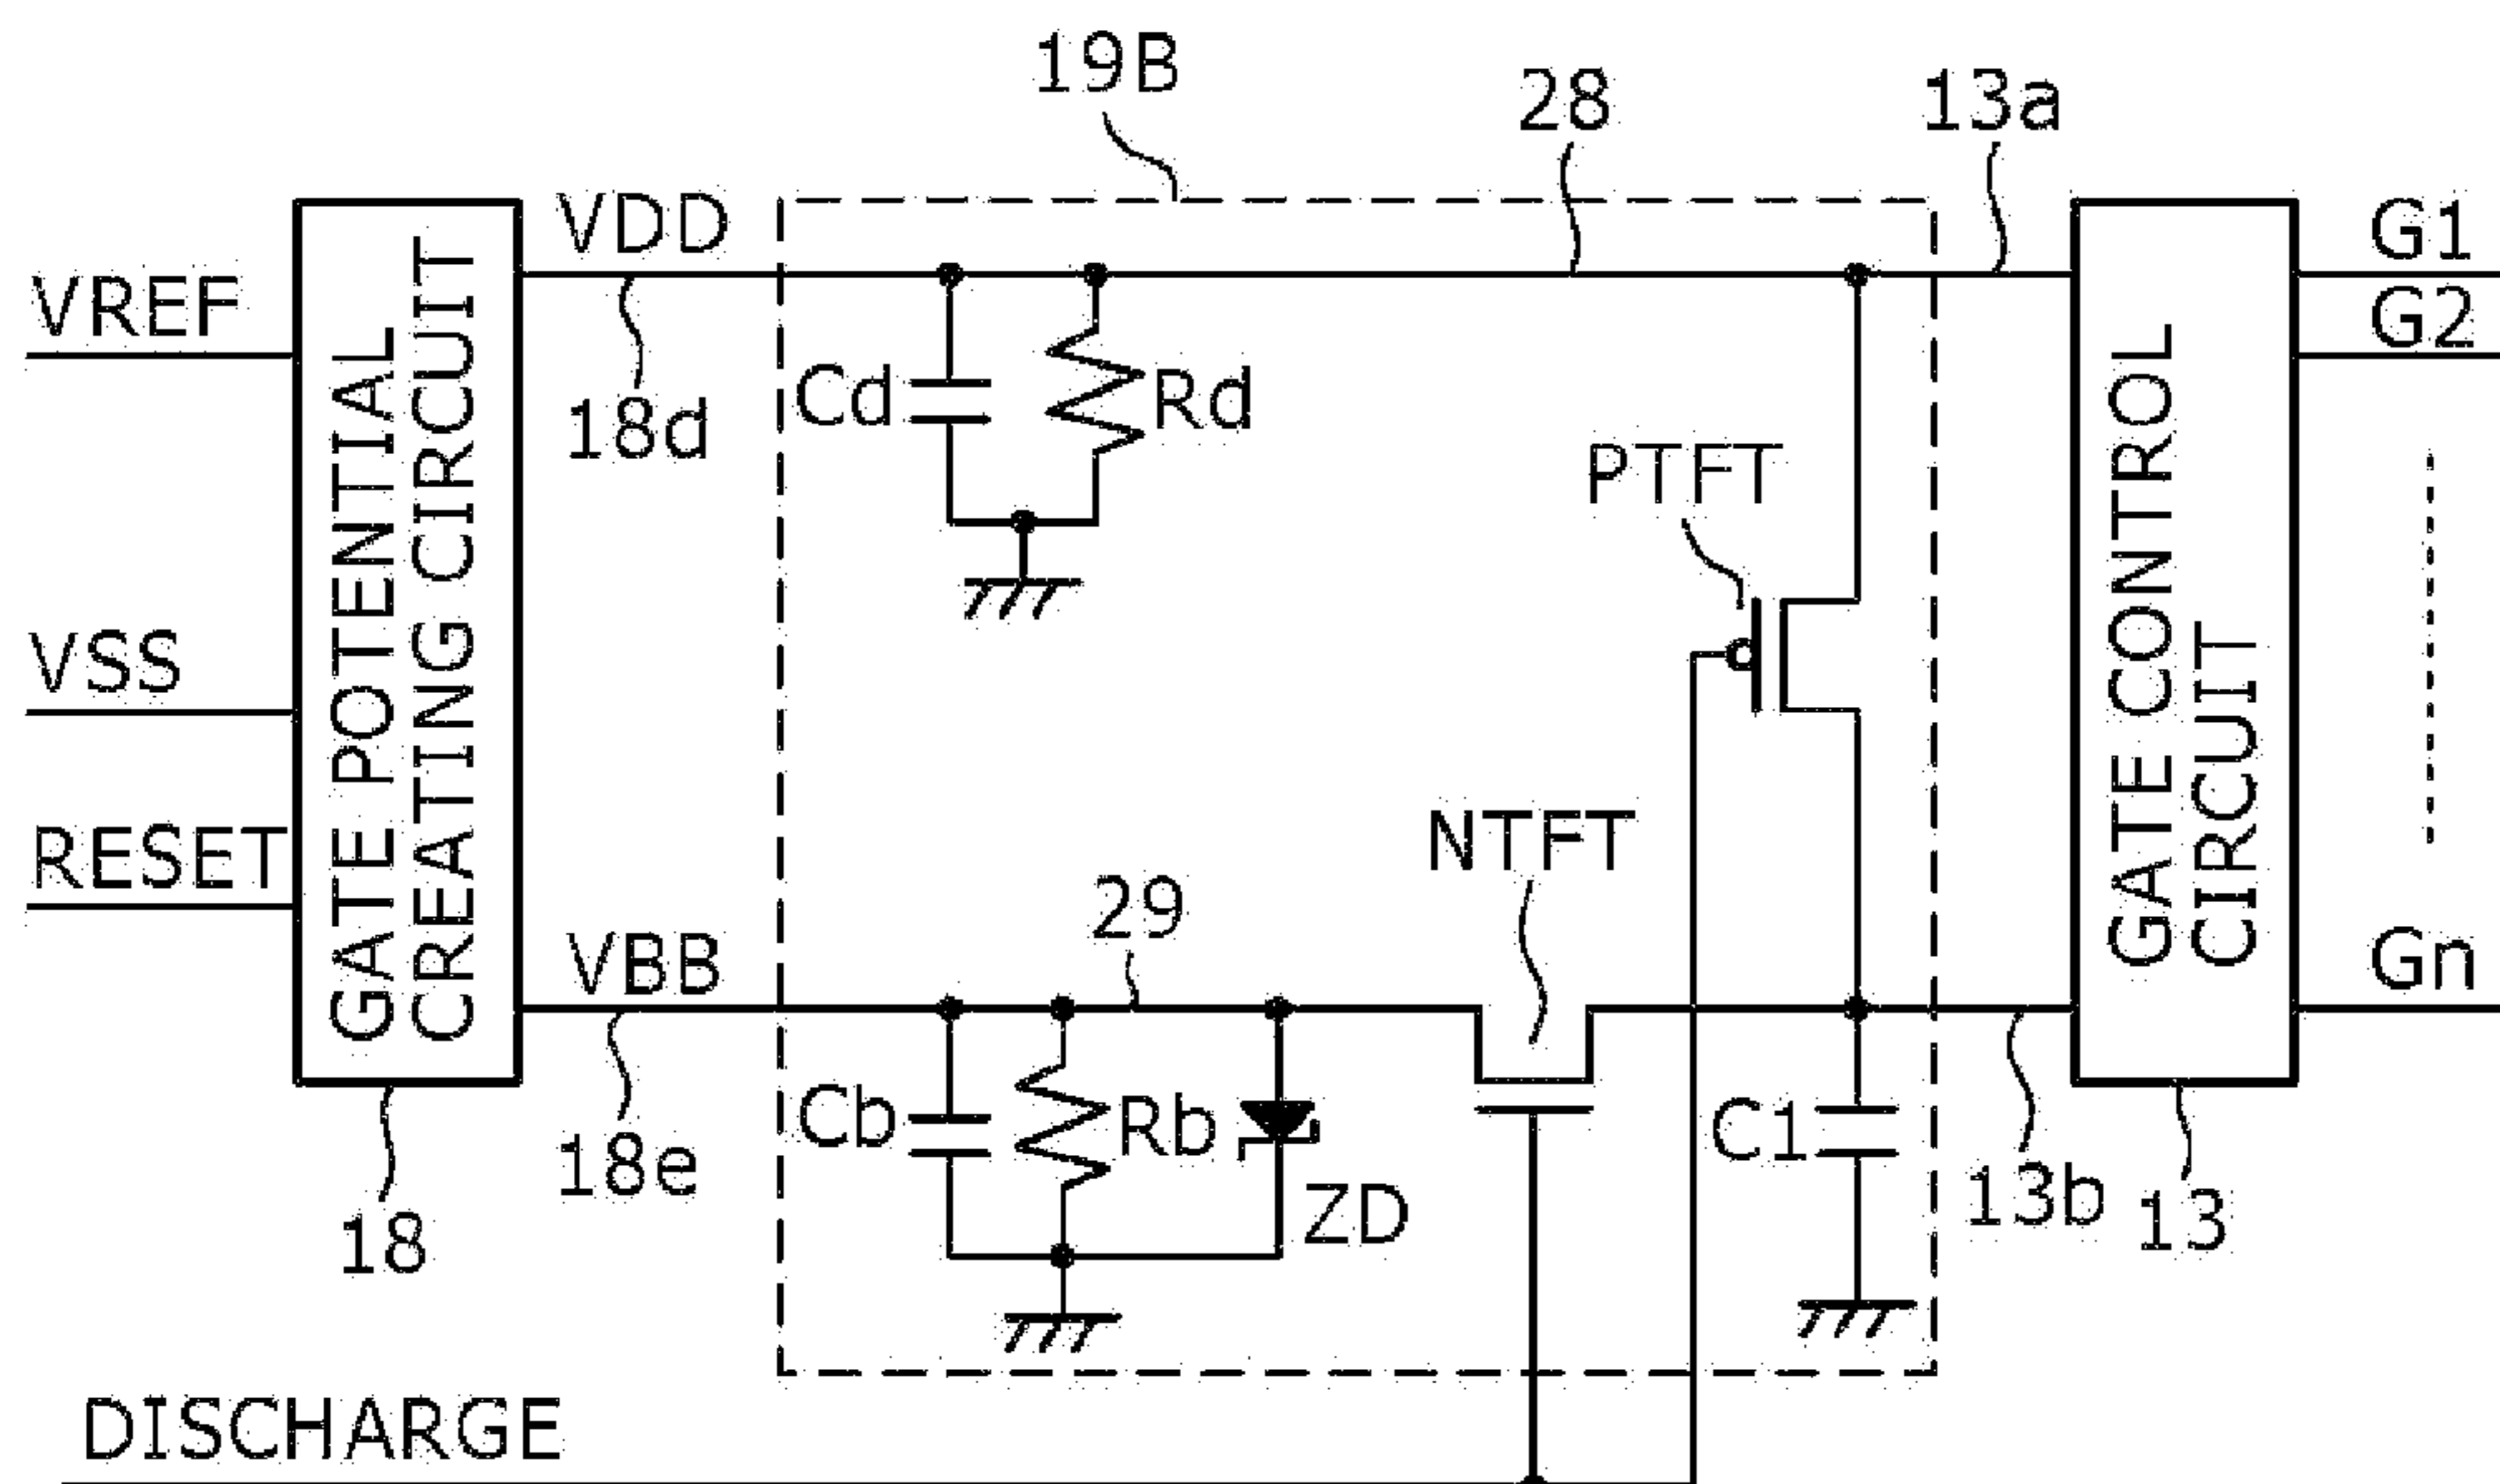 19B
28
13a
VDD
G1
VREF
G2
Cd
Rd
18d
PTFT
GATE POTENTIAL
CREATING CIRCUIT
GATE CONTROL
CIRCUIT
VSS
NTFT
RESET
29
VBB
Gn
Cb
Rb
C1
18e
ZD
13b
13
18
DISCHARGE